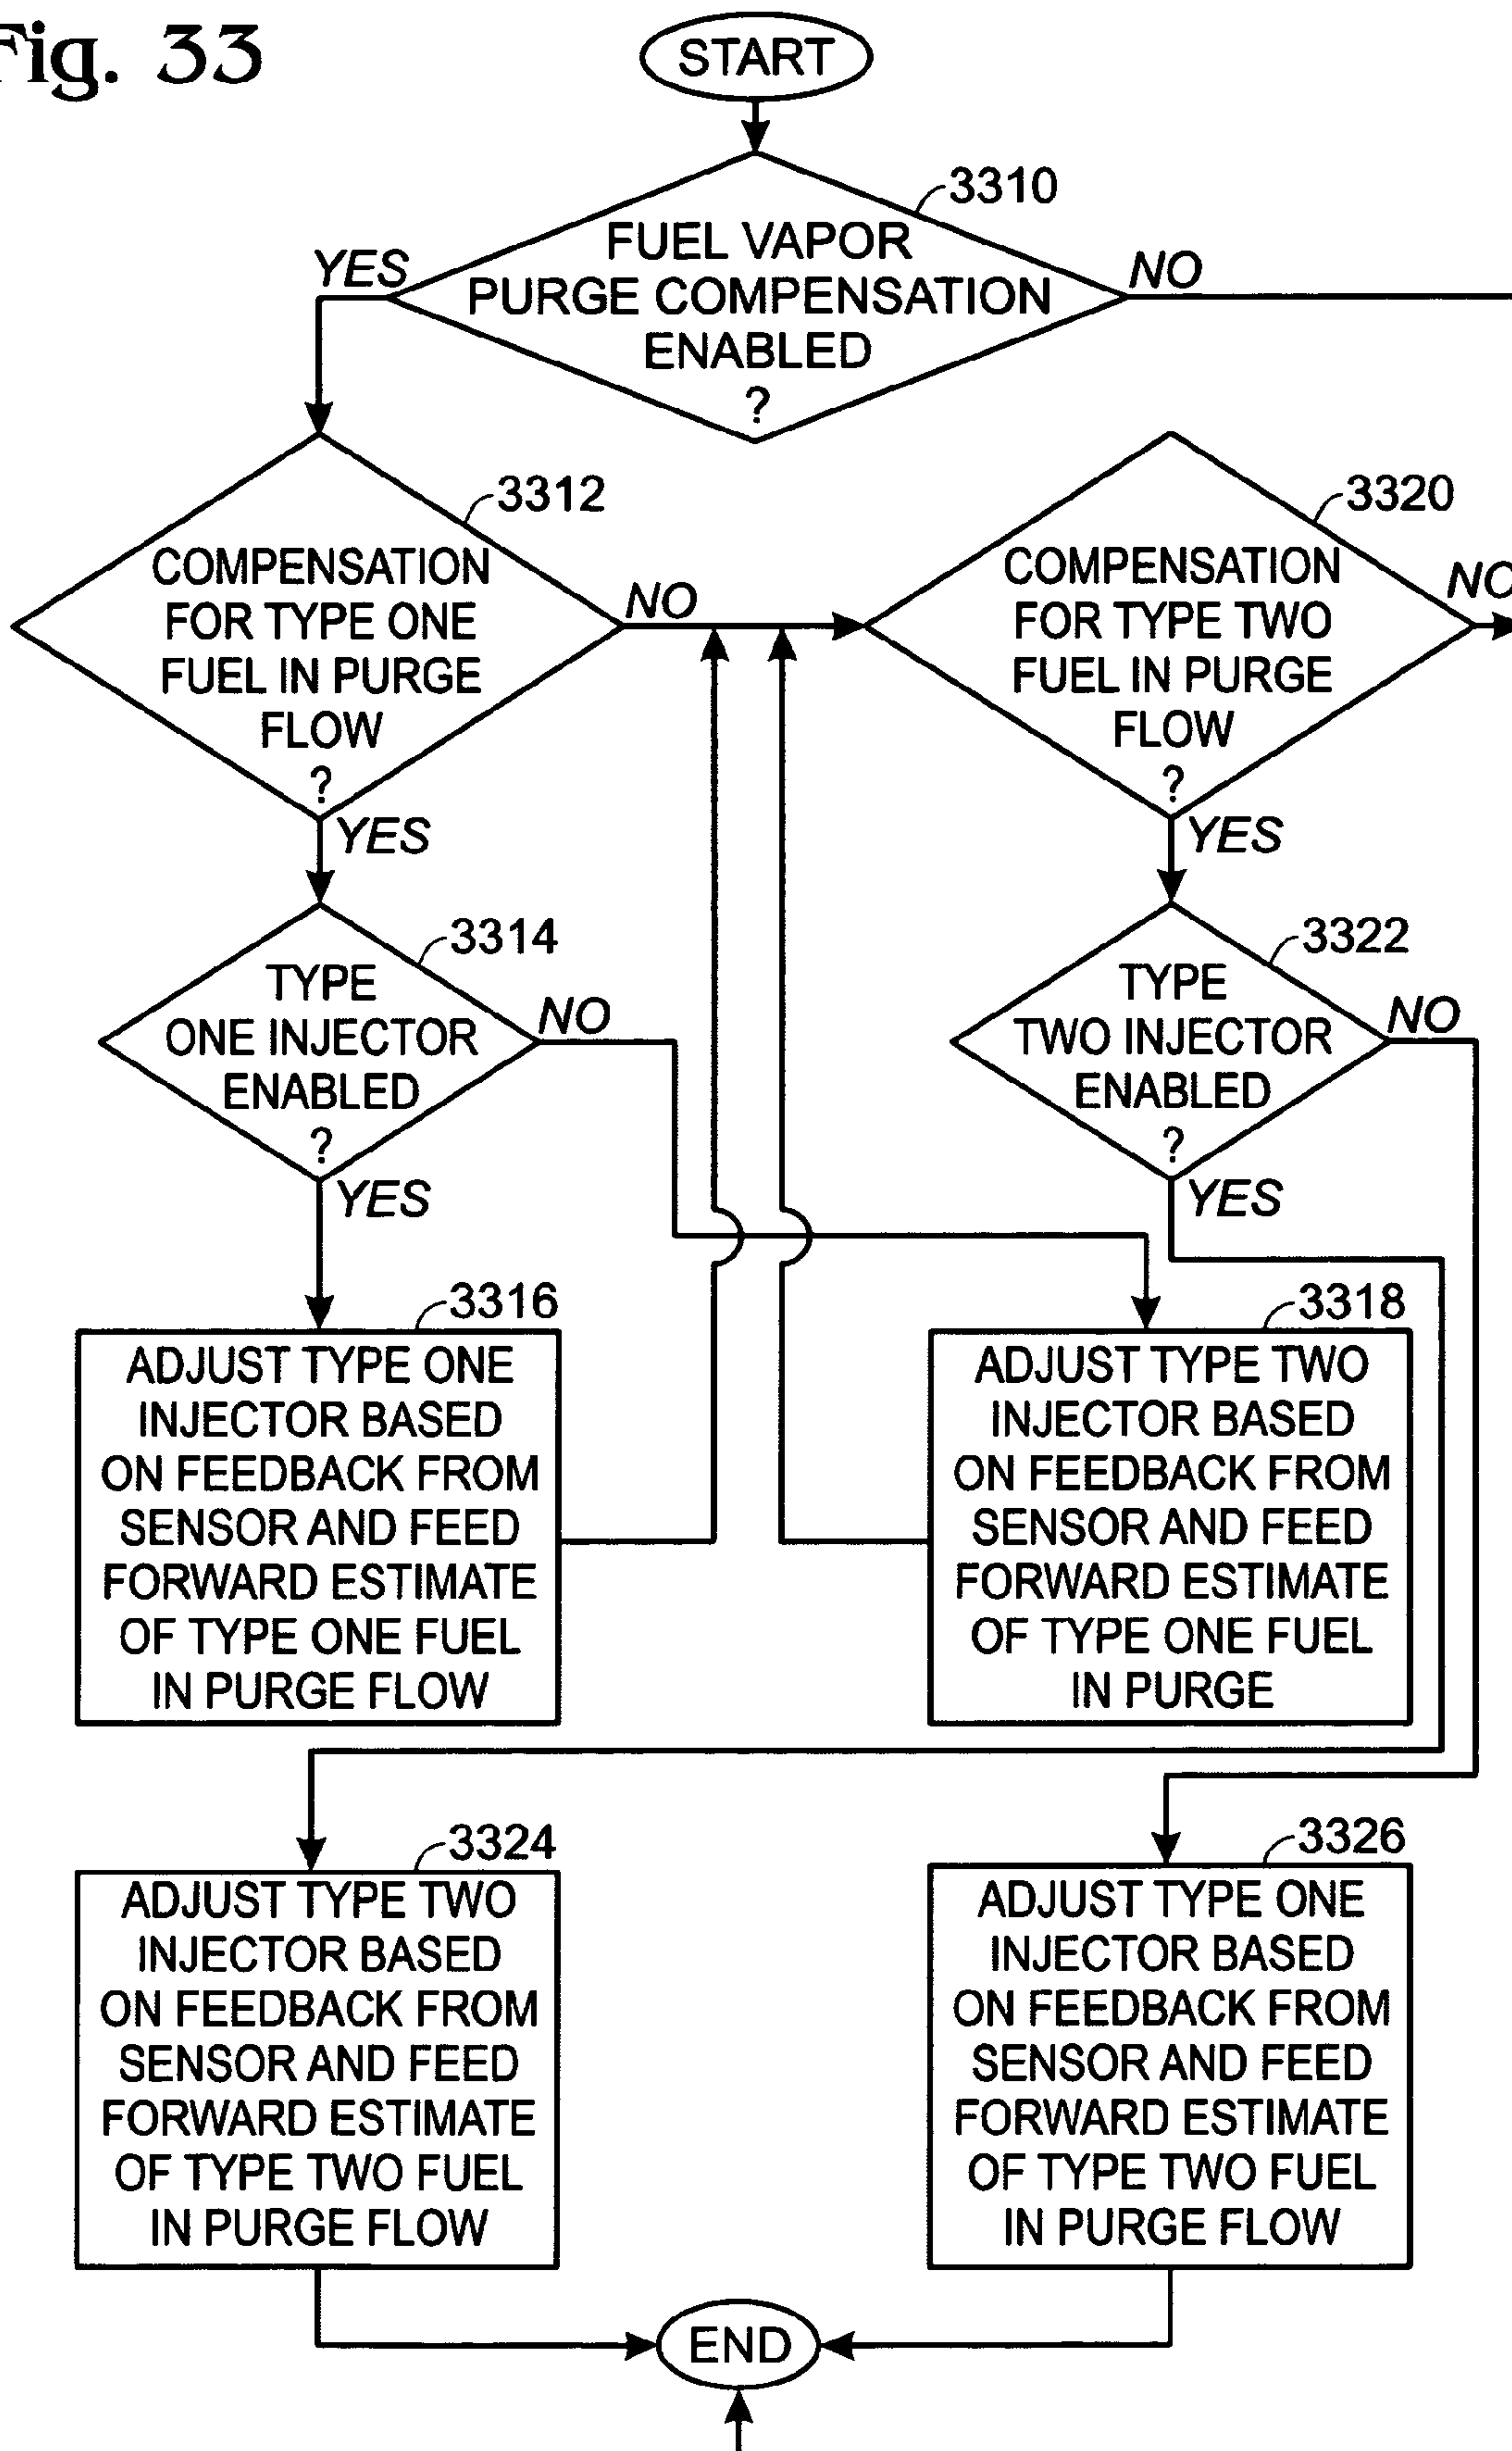 Fig. 33
START
3310
FUEL VAPOR
PURGE COMPENSATION
ENABLED
?
YES
NO
3312
COMPENSATION
FOR TYPE ONE
FUEL IN PURGE
FLOW
?
NO
YES
3320
COMPENSATION
FOR TYPE TWO
FUEL IN PURGE
FLOW
?
NO
YES
3314
TYPE
ONE INJECTOR
ENABLED
?
NO
YES
3322
TYPE
TWO INJECTOR
ENABLED
?
NO
YES
3316
ADJUST TYPE ONE
INJECTOR BASED
ON FEEDBACK FROM
SENSOR AND FEED
FORWARD ESTIMATE
OF TYPE ONE FUEL
IN PURGE FLOW
3318
ADJUST TYPE TWO
INJECTOR BASED
ON FEEDBACK FROM
SENSOR AND FEED
FORWARD ESTIMATE
OF TYPE ONE FUEL
IN PURGE
3324
ADJUST TYPE TWO
INJECTOR BASED
ON FEEDBACK FROM
SENSOR AND FEED
FORWARD ESTIMATE
OF TYPE TWO FUEL
IN PURGE FLOW
3326
ADJUST TYPE ONE
INJECTOR BASED
ON FEEDBACK FROM
SENSOR AND FEED
FORWARD ESTIMATE
OF TYPE TWO FUEL
IN PURGE FLOW
END